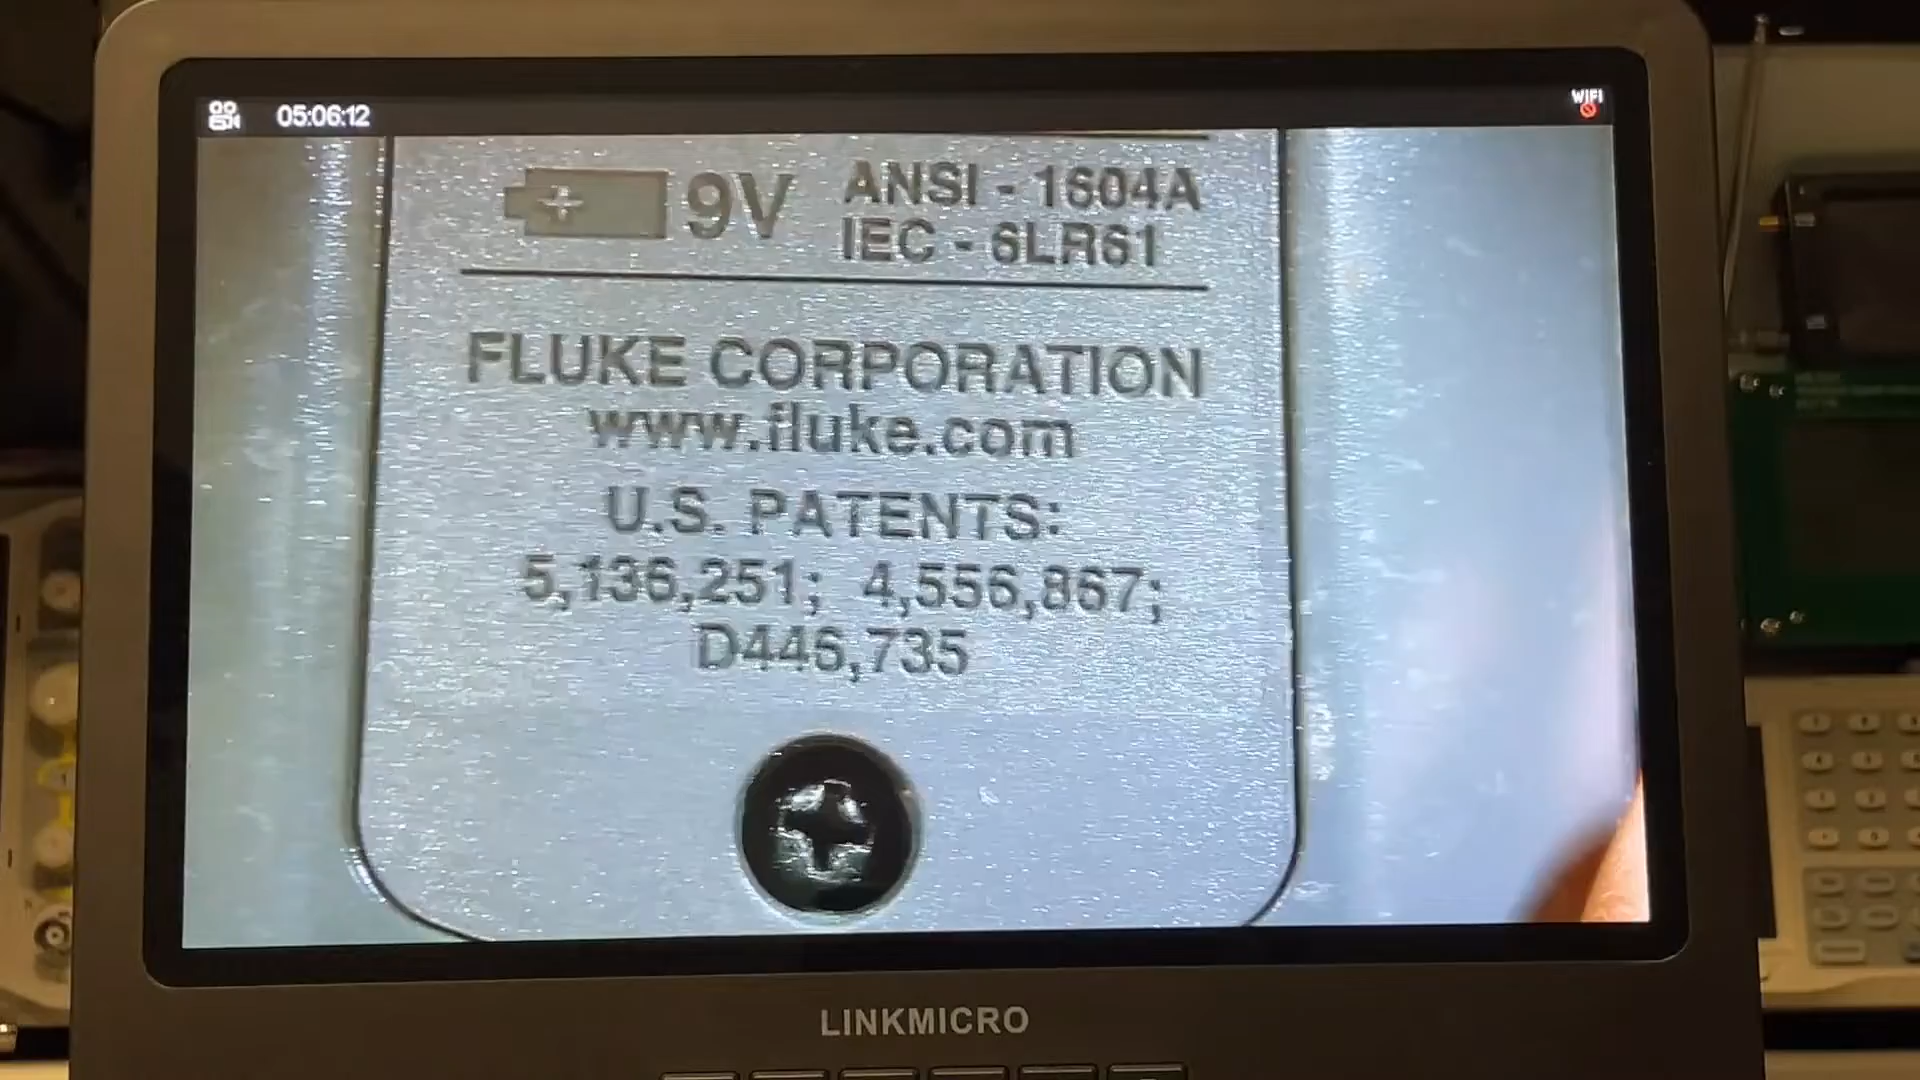 05:06:12
WIFI
9V
ANSI - 1604A
IEC - 6LR61
FLUKE CORPORATION
www.fluke.com
U.S. PATENTS:
5,136,251; 4,556,867;
D446,735
LINKMICRO